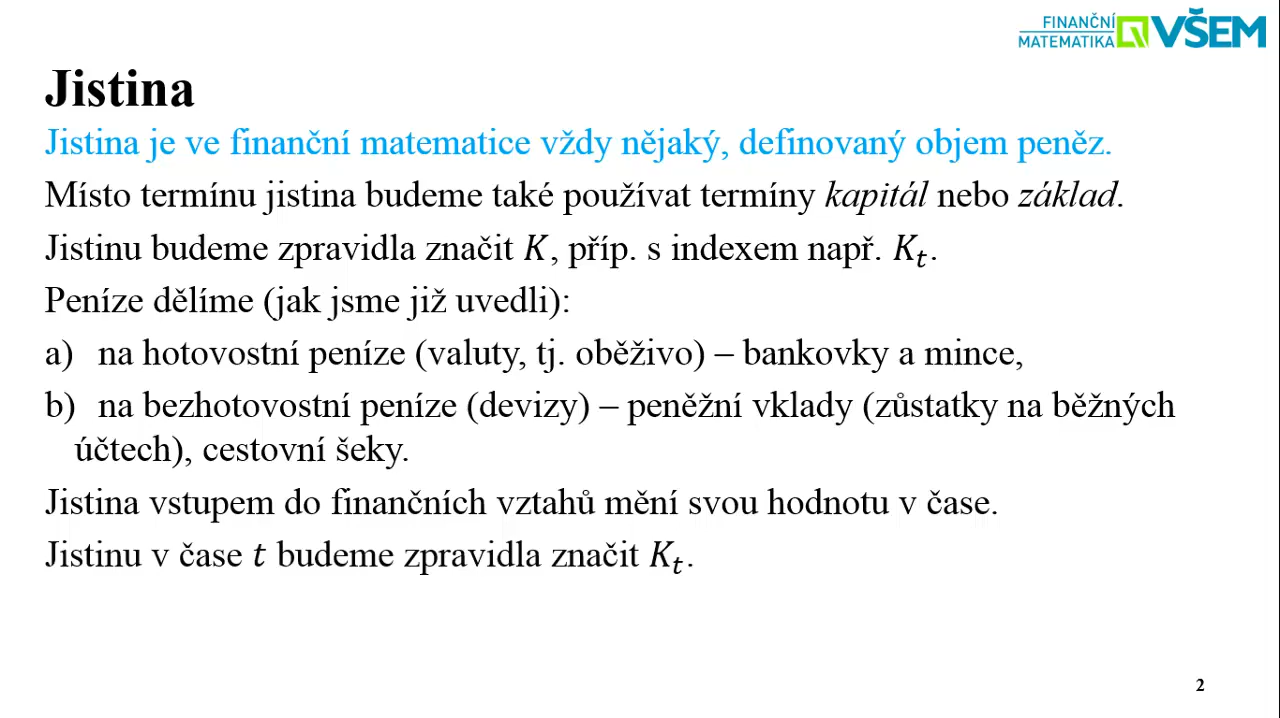 FINANČNÍ
MATEMATIKA VŠEM
Jistina
Jistina je ve finanční matematice vždy nějaký, definovaný objem peněz.
Místo termínu jistina budeme také používat termíny kapitál nebo základ.
Jistinu budeme zpravidla značit K, příp. s indexem např. Kₜ.
Peníze dělíme (jak jsme již uvedli):
a) na hotovostní peníze (valuty, tj. oběživo) – bankovky a mince,
b) na bezhotovostní peníze (devizy) – peněžní vklady (zůstatky na běžných
účtech), cestovní šeky.
Jistina vstupem do finančních vztahů mění svou hodnotu v čase.
Jistinu v čase t budeme zpravidla značit Kₜ.
2